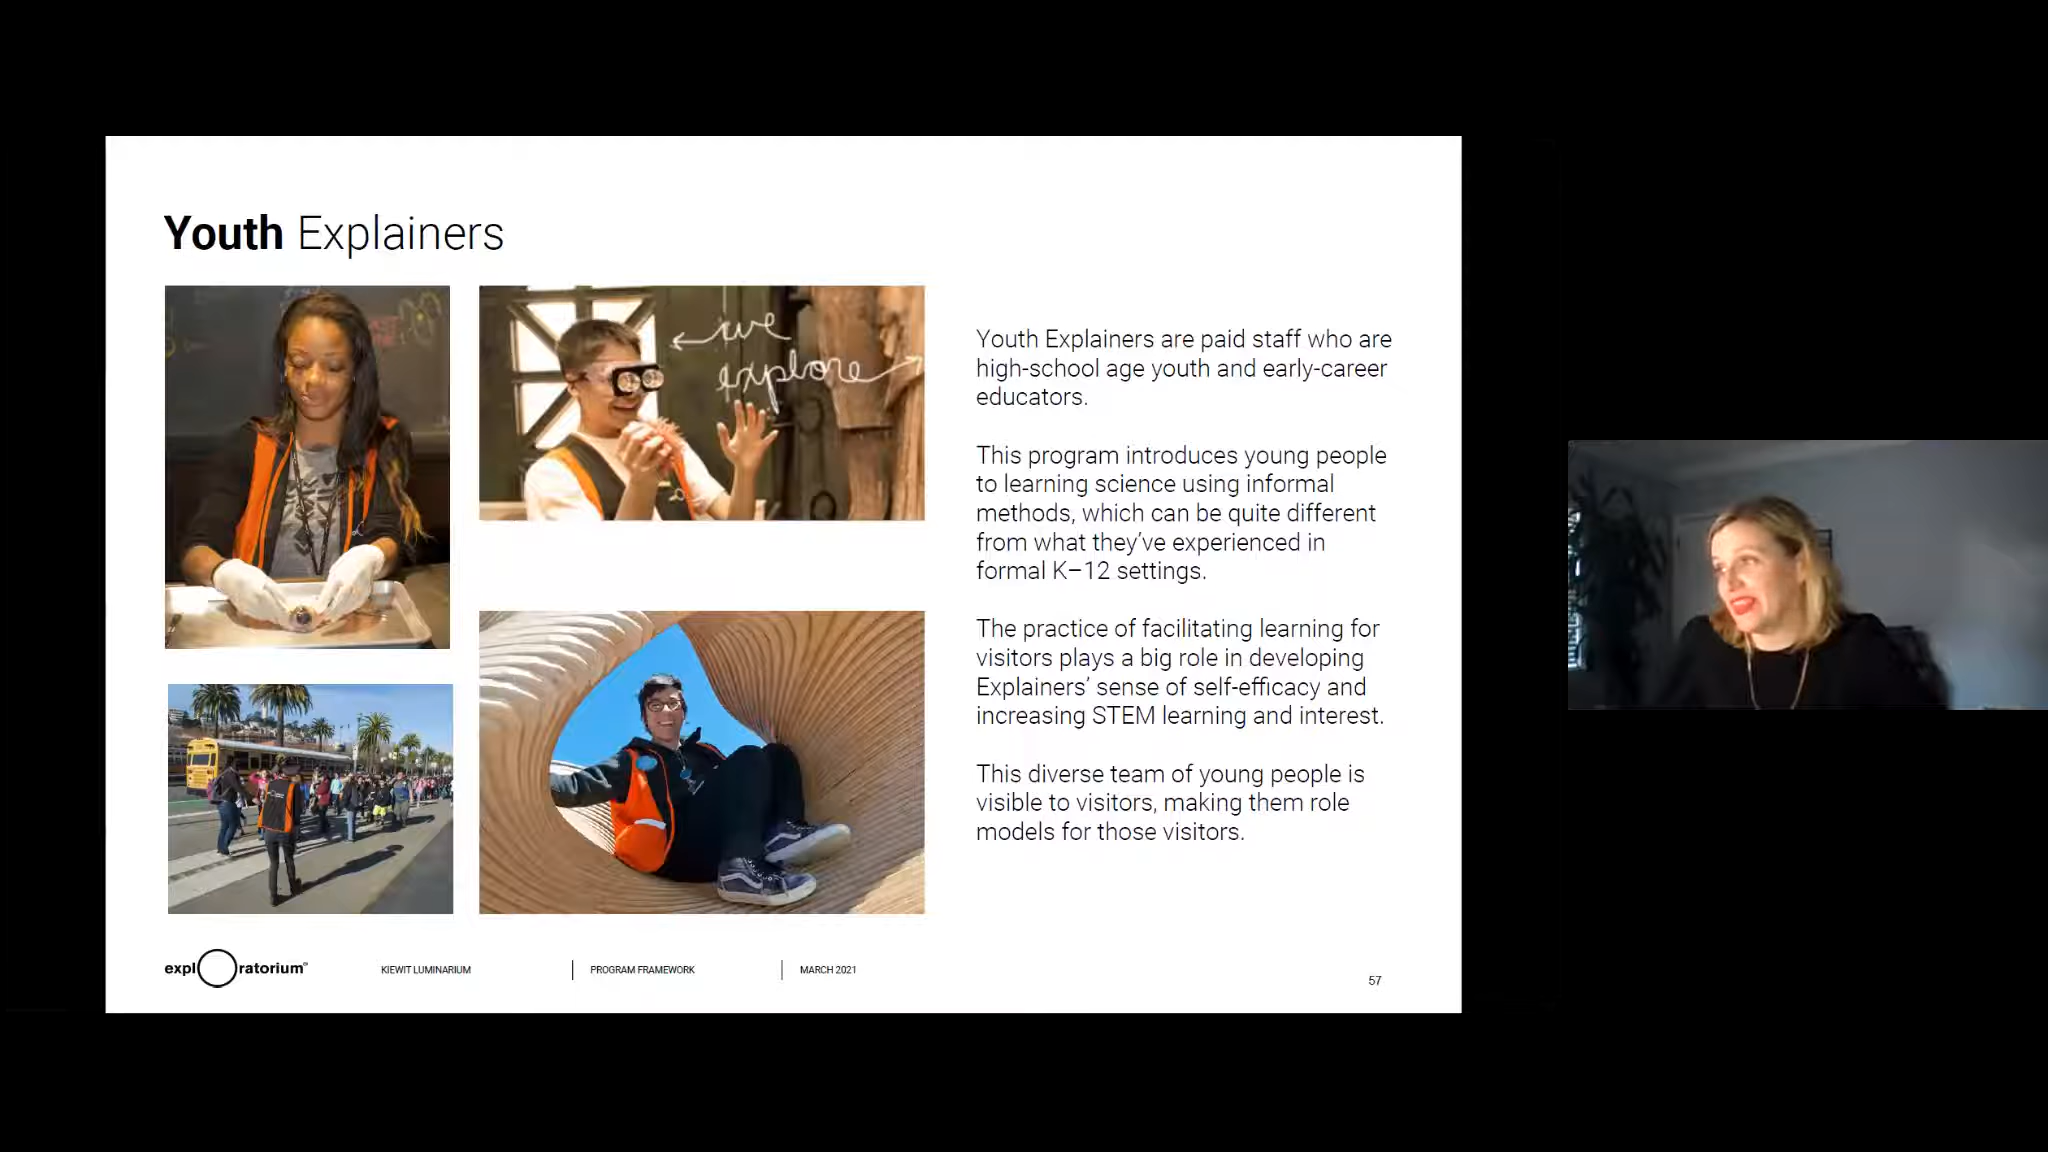 Youth Explainers
we
explore
Youth Explainers are paid staff who are
high-school age youth and early-career
educators.
This program introduces young people
to learning science using informal
methods, which can be quite different
from what they've experienced in
formal K–12 settings.
The practice of facilitating learning for
visitors plays a big role in developing
Explainers' sense of self-efficacy and
increasing STEM learning and interest.
This diverse team of young people is
visible to visitors, making them role
models for those visitors.
expl ratorium
KIEWIT LUMINARIUM
PROGRAM FRAMEWORK
MARCH 2021
57